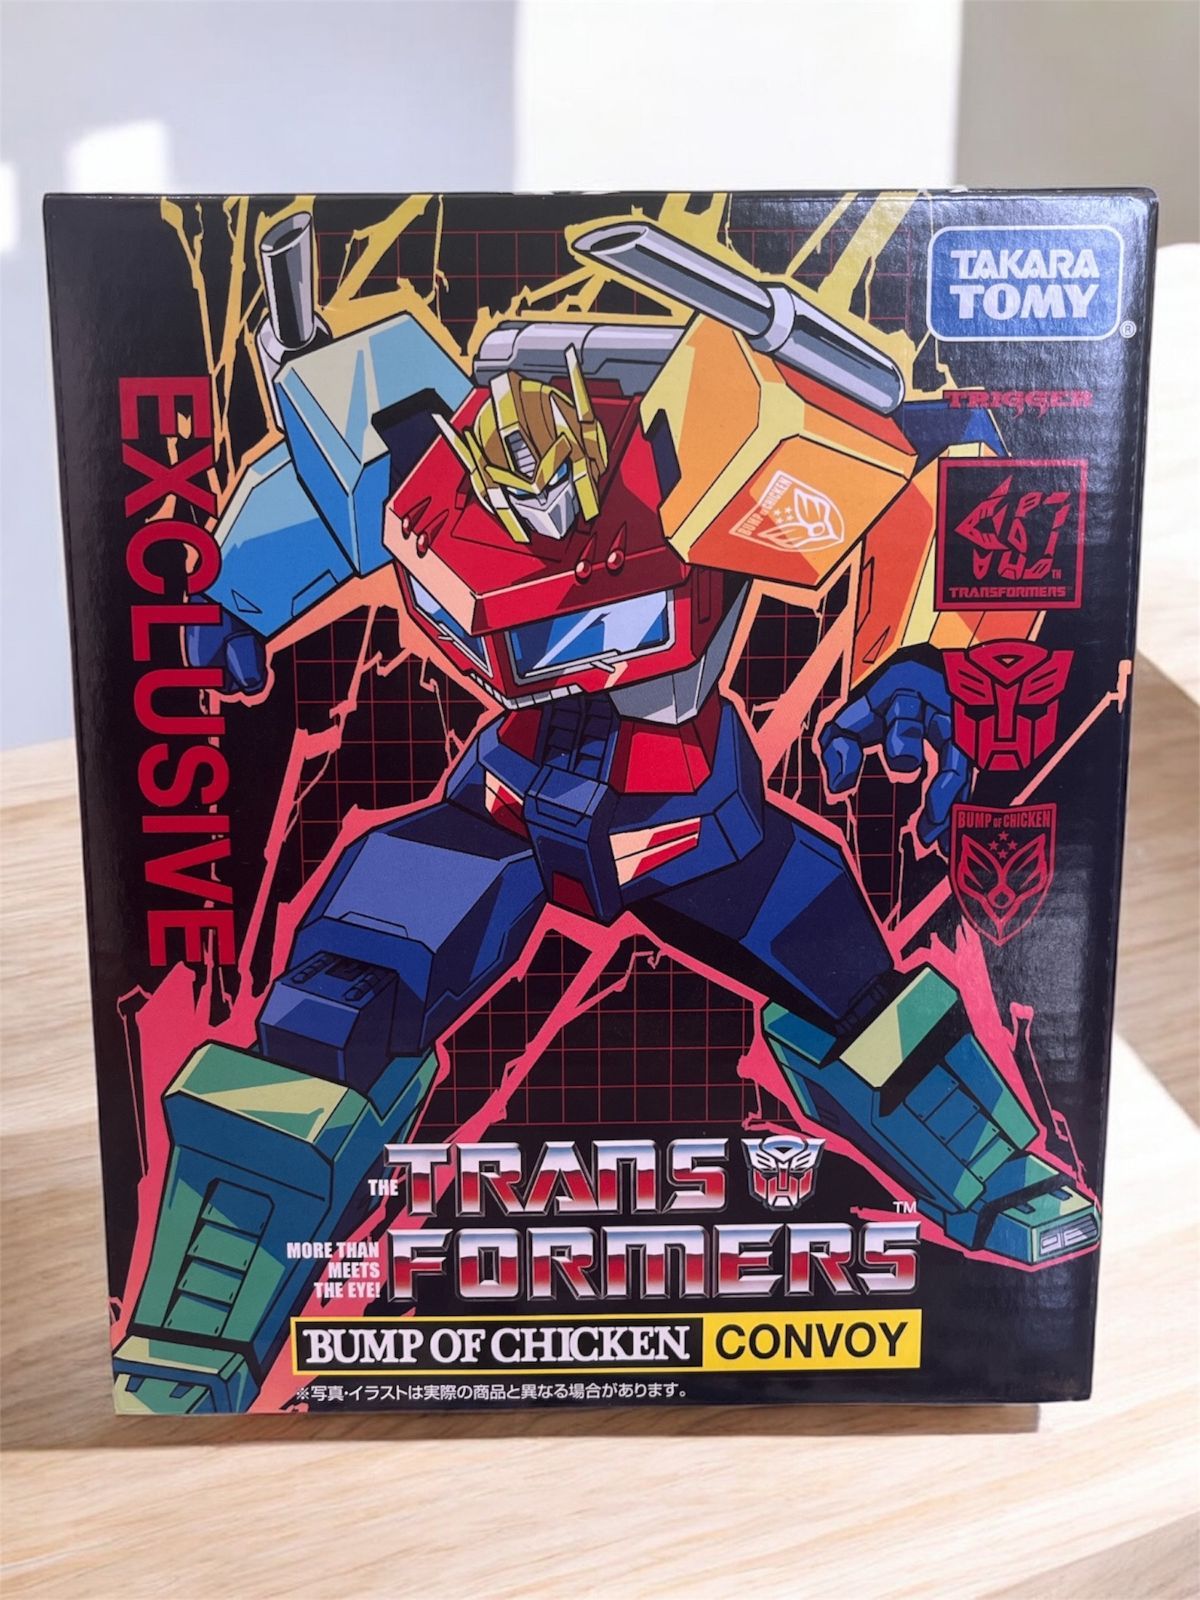 TAKARA
TOMY
®
EXCLUSIVE
TRIGGER
BUMP OF CHICKEN
TM
TRANSFORMERS
BUMP OF CHICKEN
THE TRANS
FORMERS
TM
MORE THAN
MEETS
THE EYE!
BUMP OF CHICKEN CONVOY
※写真・イラストは実際の商品と異なる場合があります。